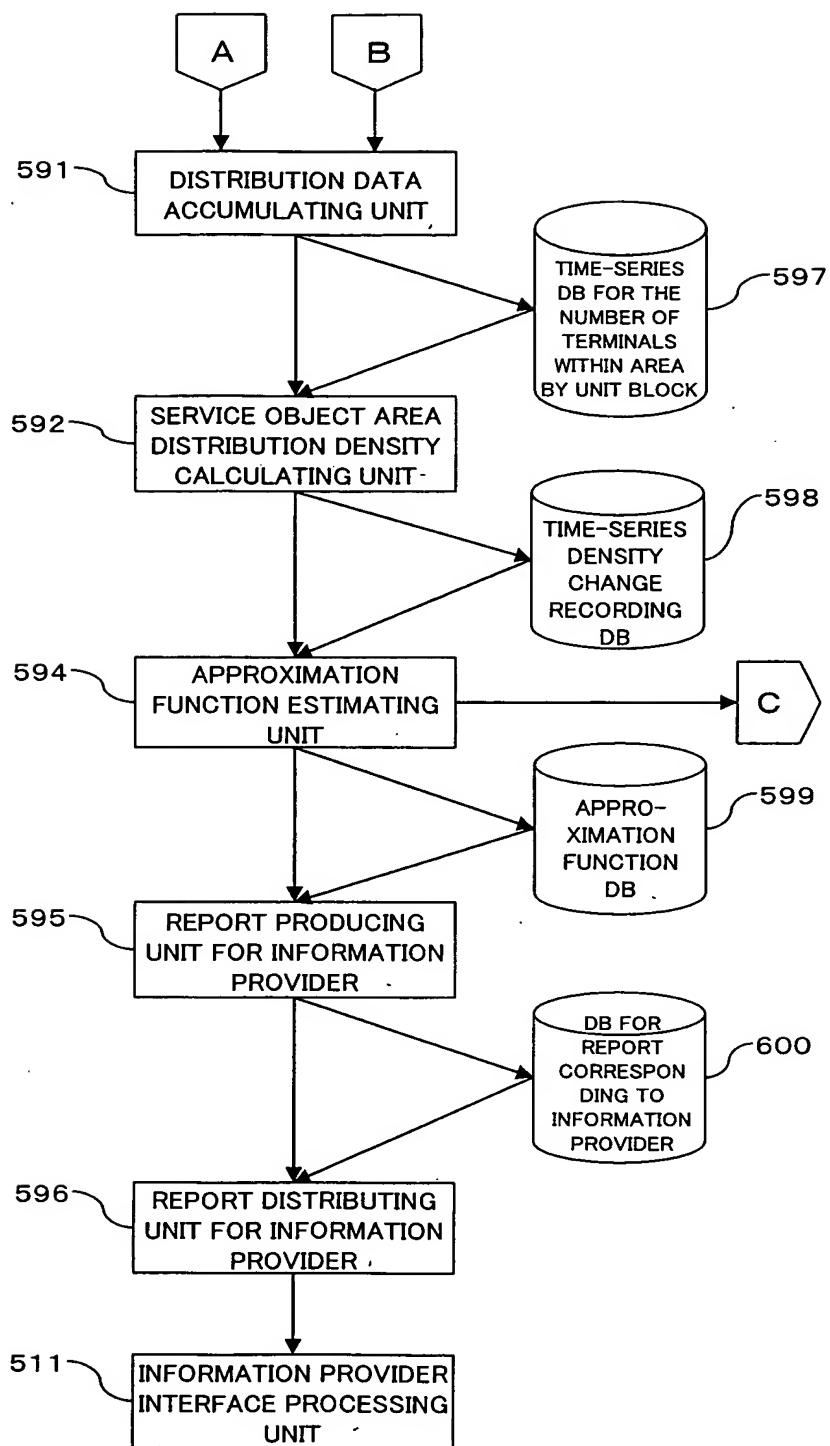 A
B
591
DISTRIBUTION DATA
ACCUMULATING UNIT
TIME-SERIES
DB FOR THE
NUMBER OF
TERMINALS
WITHIN AREA
BY UNIT BLOCK
597
592
SERVICE OBJECT AREA
DISTRIBUTION DENSITY
CALCULATING UNIT
TIME-SERIES
DENSITY
CHANGE
RECORDING
DB
598
594
APPROXIMATION
FUNCTION ESTIMATING
UNIT
C
APPRO-
XIMATION
FUNCTION
DB
599
595
REPORT PRODUCING
UNIT FOR INFORMATION
PROVIDER
DB FOR
REPORT
CORRESPON
DING TO
INFORMATION
PROVIDER
600
596
REPORT DISTRIBUTING
UNIT FOR INFORMATION
PROVIDER
511
INFORMATION PROVIDER
INTERFACE PROCESSING
UNIT